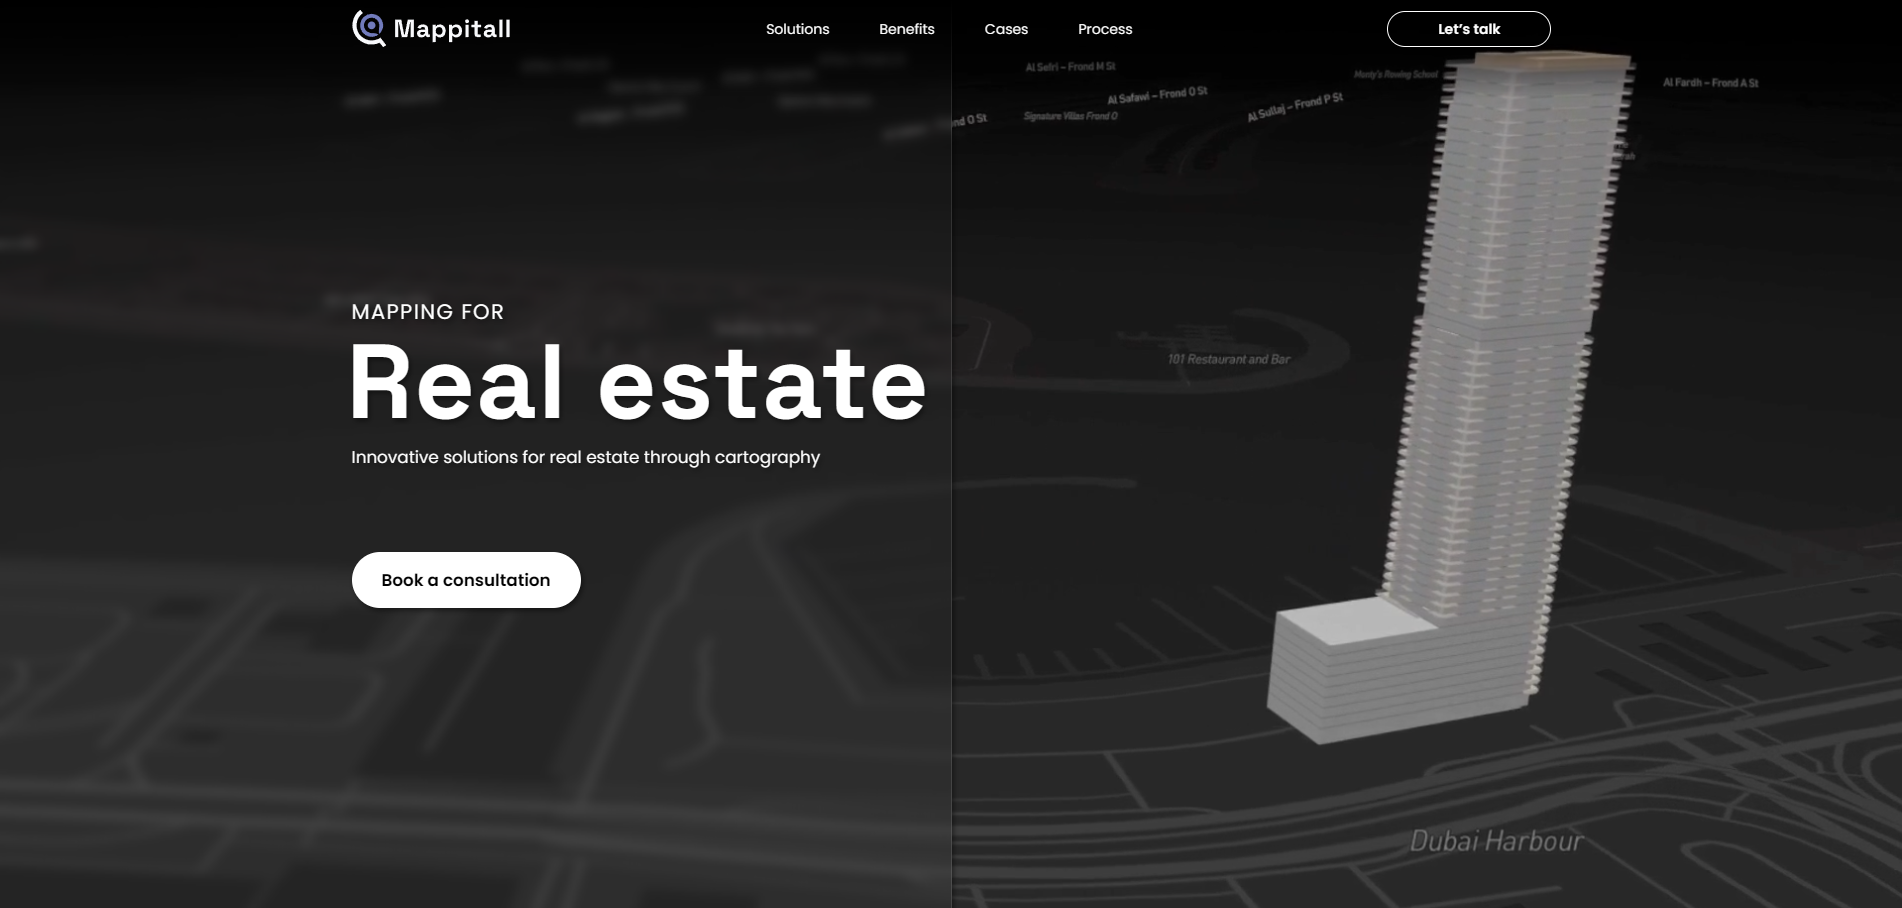 Mappitall
Solutions
Benefits
Cases
Process
Let's talk
Al Sefri – Frond M St
Al Safawi – Frond O St
Signature Villas Frond O
Al Sultaj – Frond P St
Monty's Rowing School
Al Fardh – Frond A St
nd O St
MAPPING FOR
Real estate
Innovative solutions for real estate through cartography
101 Restaurant and Bar
Book a consultation
Dubai Harbour